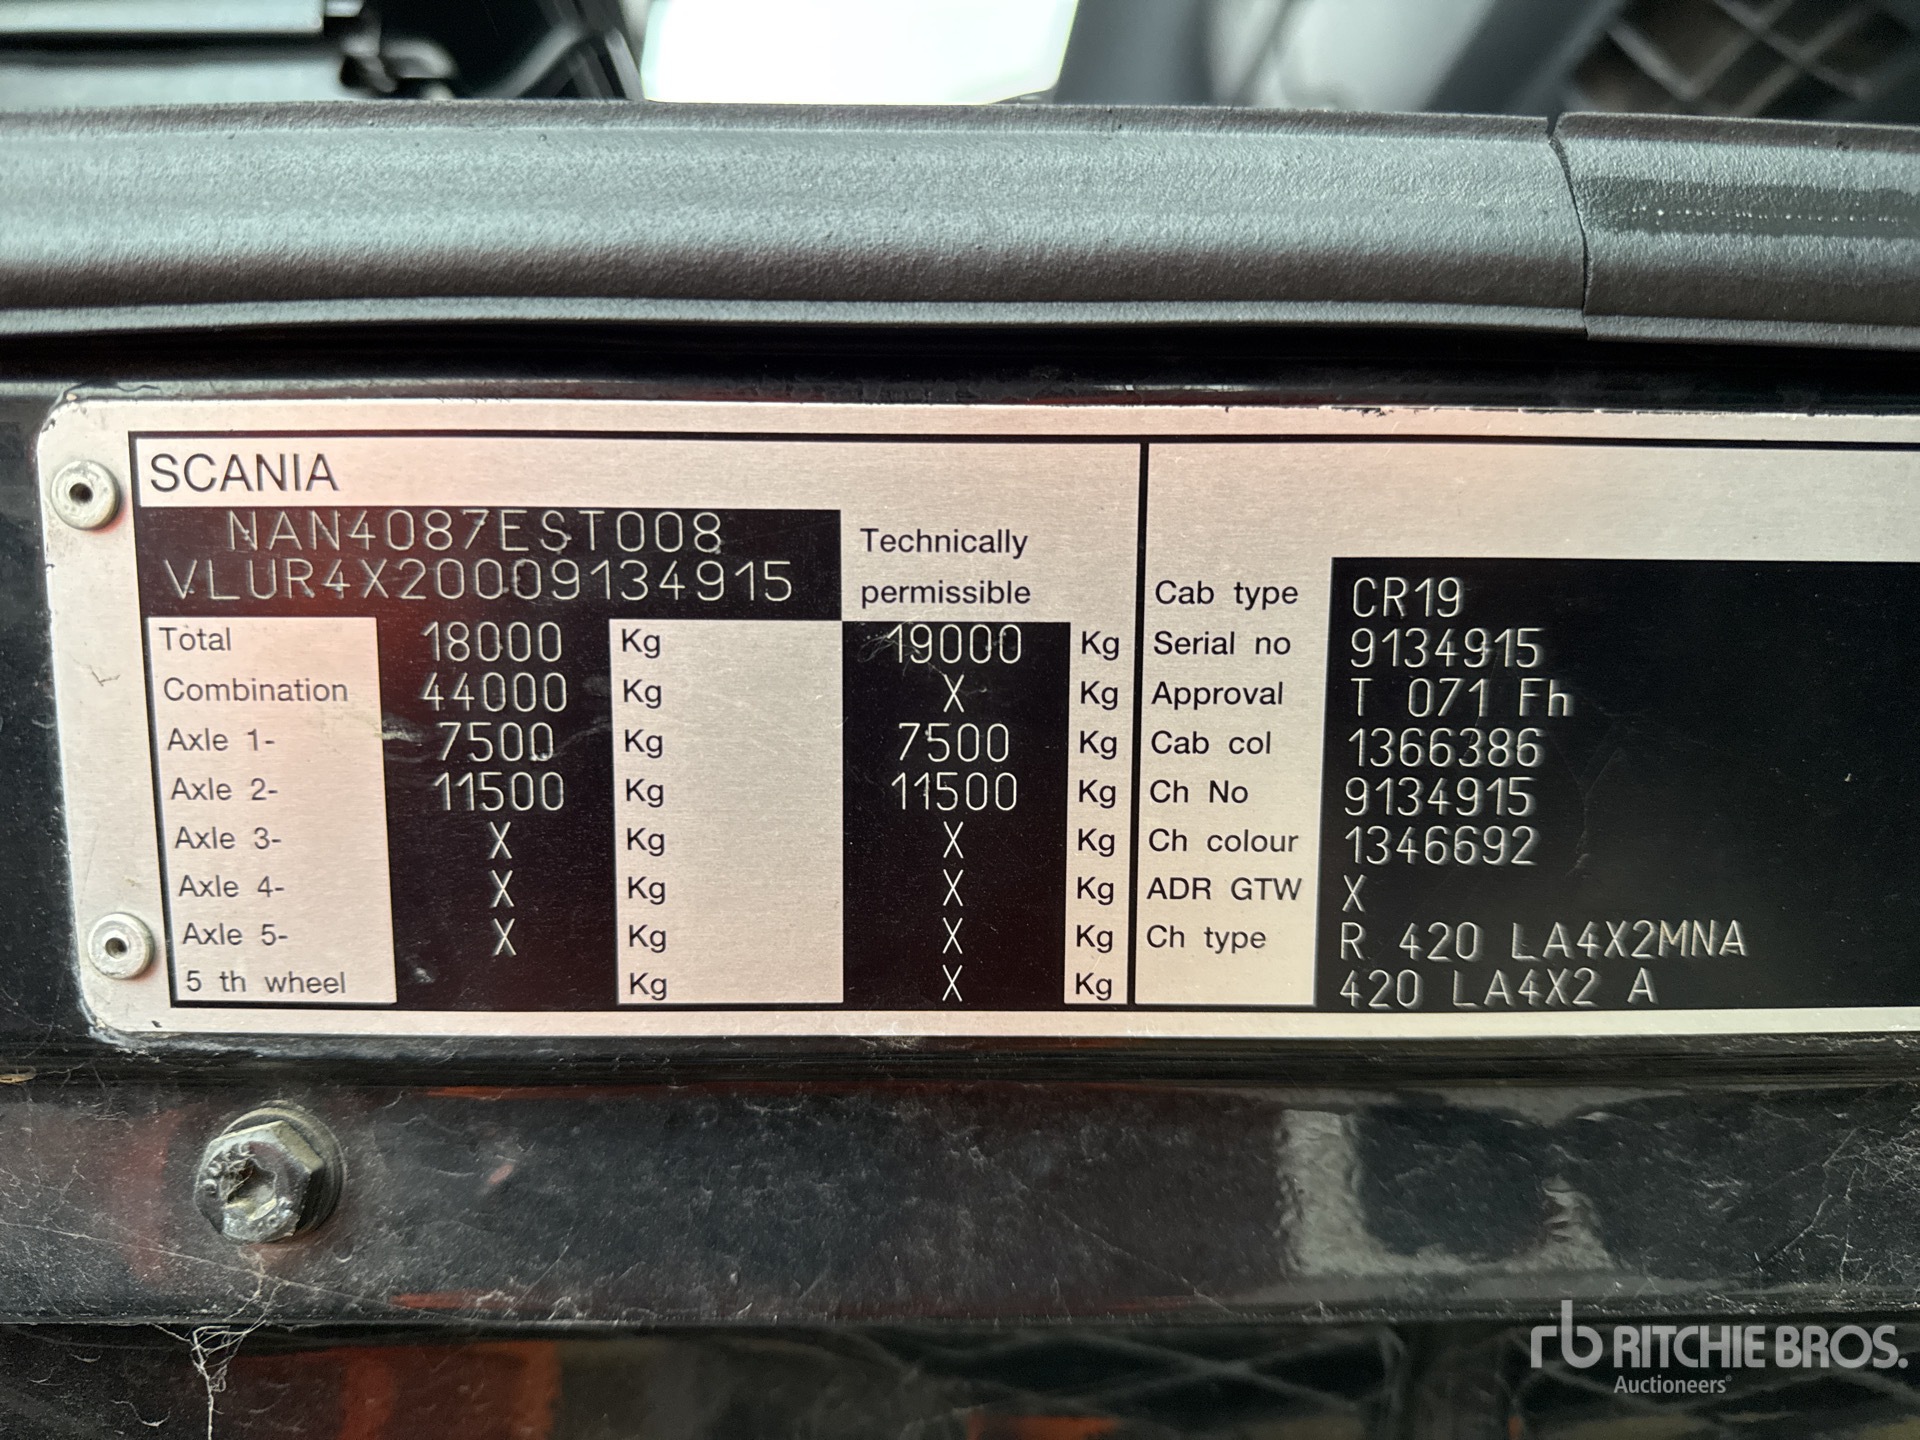 SCANIA
NAN4087EST008
VLUR4X20009134915
Technically
permissible
Total 18000 Kg 19000 Kg
Combination 44000 Kg X Kg
Axle 1- 7500 Kg 7500 Kg
Axle 2- 11500 Kg 11500 Kg
Axle 3- X Kg X Kg
Axle 4- X Kg X Kg
Axle 5- X Kg X Kg
5 th wheel Kg X Kg
Cab type CR19
Serial no 9134915
Approval T 071 Fh
Cab col 1366386
Ch No 9134915
Ch colour 1346692
ADR GTW X
Ch type R 420 LA4X2MNA
420 LA4X2 A
rb RITCHIE BROS.
Auctioneers